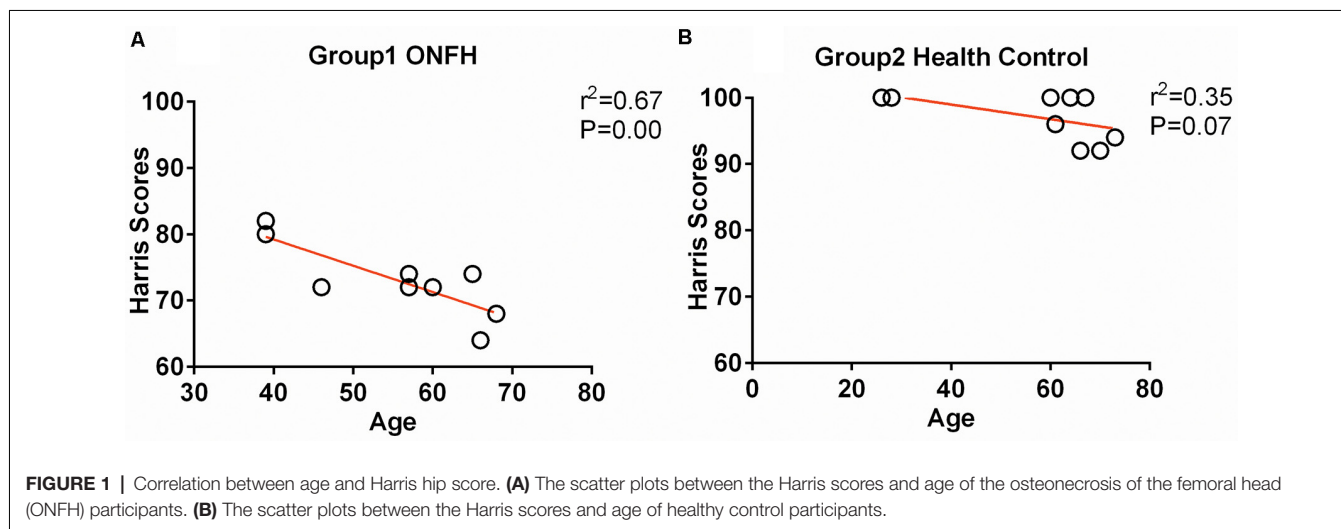 A
Group1 ONFH
r²=0.67
P=0.00
100
90
80
70
60
Harris Scores
30 40 50 60 70 80
Age
B
Group2 Health Control
r²=0.35
P=0.07
100
90
80
70
60
Harris Scores
0 20 40 60 80
Age
FIGURE 1 | Correlation between age and Harris hip score. (A) The scatter plots between the Harris scores and age of the osteonecrosis of the femoral head
(ONFH) participants. (B) The scatter plots between the Harris scores and age of healthy control participants.